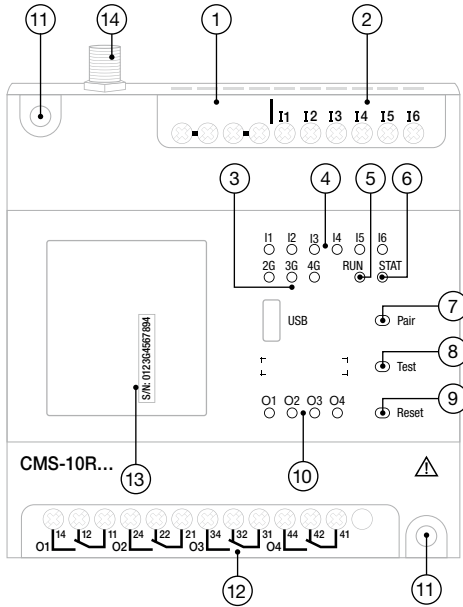 11
14
1
2
I1 I2 I3 I4 I5 I6
3
4
5
6
I1 I2 I3 I4 I5 I6
2G 3G 4G RUN STAT
7
USB
Pair
8
Test
S/N: 0123G4567894
9
O1 O2 O3 O4
Reset
10
CMS-10R...
13
14 12 11 24 22 21 34 32 31 44 42 41
O1 O2 O3 O4
12
11